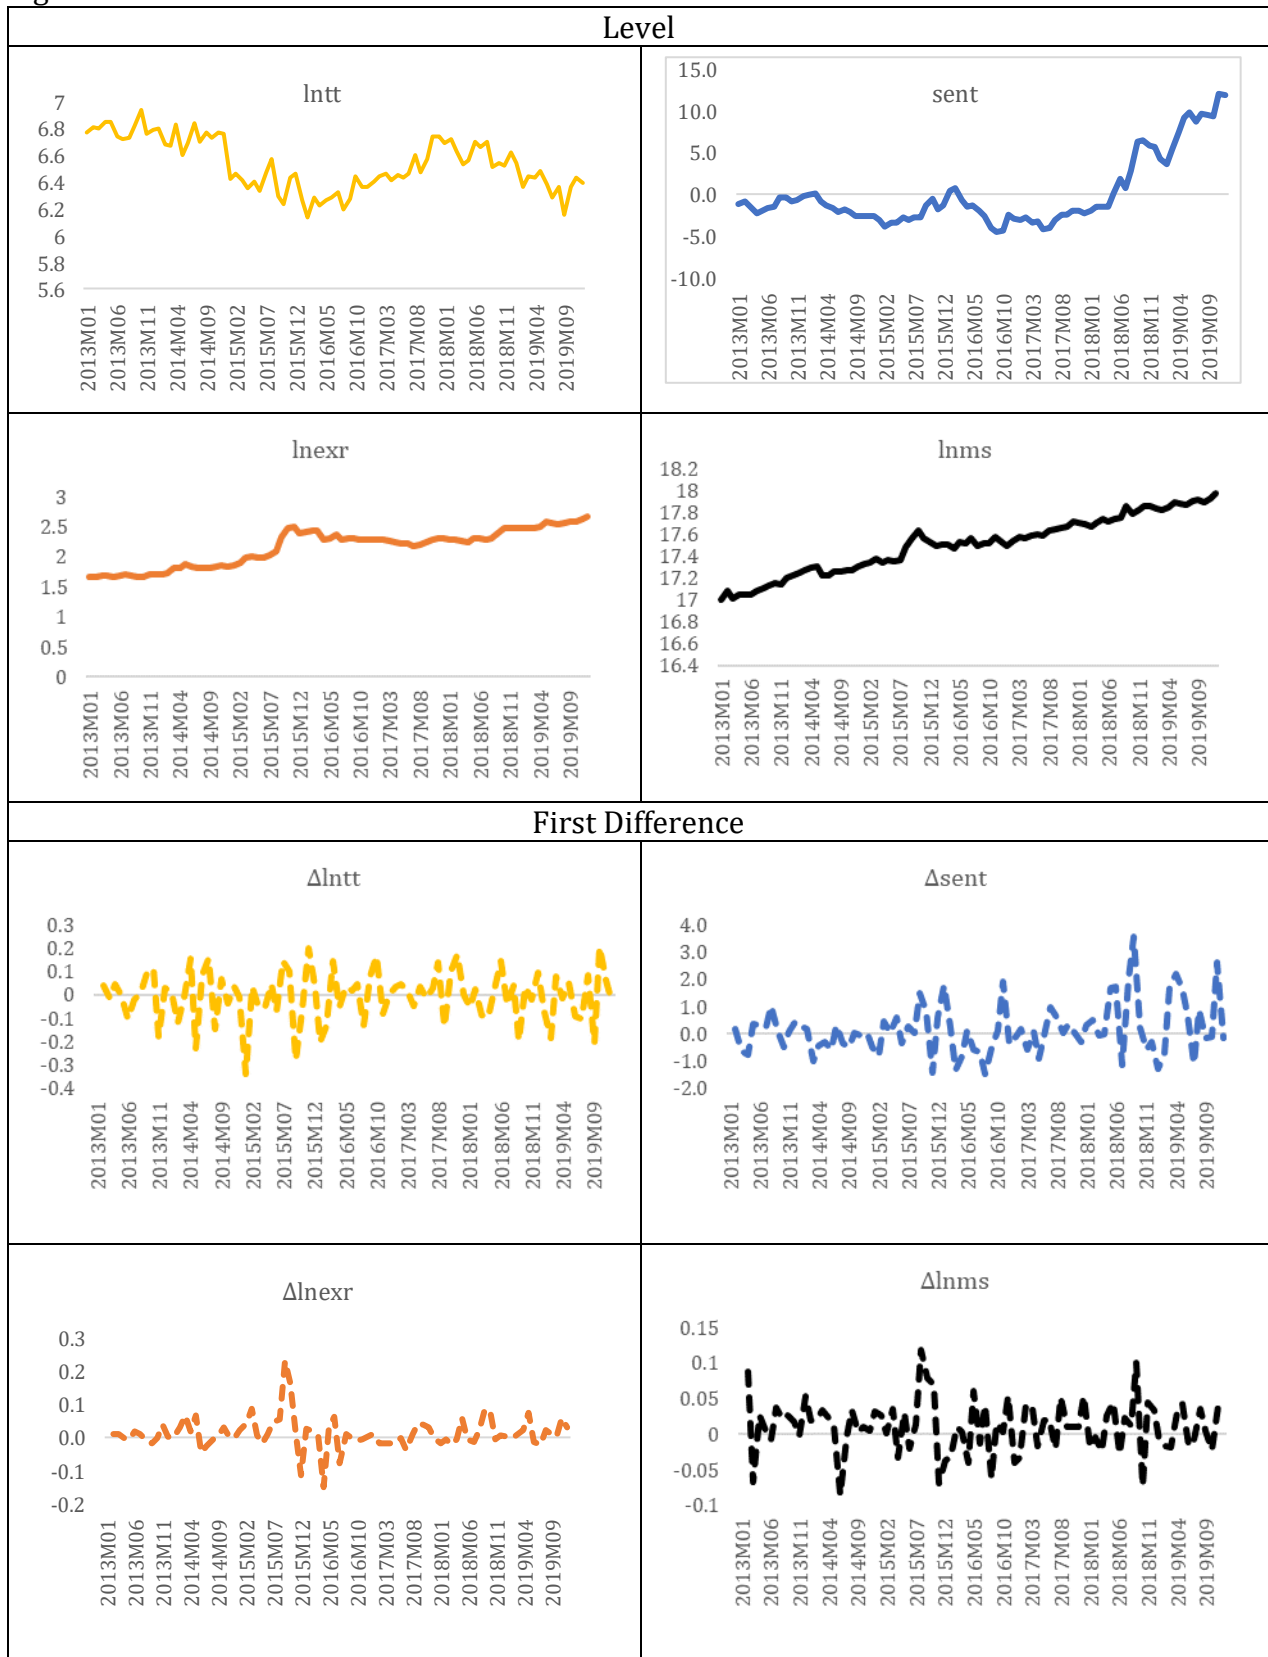 Level
lntt
7
6.8
6.6
6.4
6.2
6
5.8
5.6
2013M01
2013M06
2013M11
2014M04
2014M09
2015M02
2015M07
2015M12
2016M05
2016M10
2017M03
2017M08
2018M01
2018M06
2018M11
2019M04
2019M09
sent
15.0
10.0
5.0
0.0
-5.0
-10.0
2013M01
2013M06
2013M11
2014M04
2014M09
2015M02
2015M07
2015M12
2016M05
2016M10
2017M03
2017M08
2018M01
2018M06
2018M11
2019M04
2019M09
lnexr
3
2.5
2
1.5
1
0.5
0
2013M01
2013M06
2013M11
2014M04
2014M09
2015M02
2015M07
2015M12
2016M05
2016M10
2017M03
2017M08
2018M01
2018M06
2018M11
2019M04
2019M09
lnms
18.2
18
17.8
17.6
17.4
17.2
17
16.8
16.6
16.4
2013M01
2013M06
2013M11
2014M04
2014M09
2015M02
2015M07
2015M12
2016M05
2016M10
2017M03
2017M08
2018M01
2018M06
2018M11
2019M04
2019M09
First Difference
Δlntt
0.3
0.2
0.1
0
-0.1
-0.2
-0.3
-0.4
2013M01
2013M06
2013M11
2014M04
2014M09
2015M02
2015M07
2015M12
2016M05
2016M10
2017M03
2017M08
2018M01
2018M06
2018M11
2019M04
2019M09
Δsent
4.0
3.0
2.0
1.0
0.0
-1.0
-2.0
2013M01
2013M06
2013M11
2014M04
2014M09
2015M02
2015M07
2015M12
2016M05
2016M10
2017M03
2017M08
2018M01
2018M06
2018M11
2019M04
2019M09
Δlnexr
0.3
0.2
0.1
0.0
-0.1
-0.2
2013M01
2013M06
2013M11
2014M04
2014M09
2015M02
2015M07
2015M12
2016M05
2016M10
2017M03
2017M08
2018M01
2018M06
2018M11
2019M04
2019M09
Δlnms
0.15
0.1
0.05
0
-0.05
-0.1
2013M01
2013M06
2013M11
2014M04
2014M09
2015M02
2015M07
2015M12
2016M05
2016M10
2017M03
2017M08
2018M01
2018M06
2018M11
2019M04
2019M09